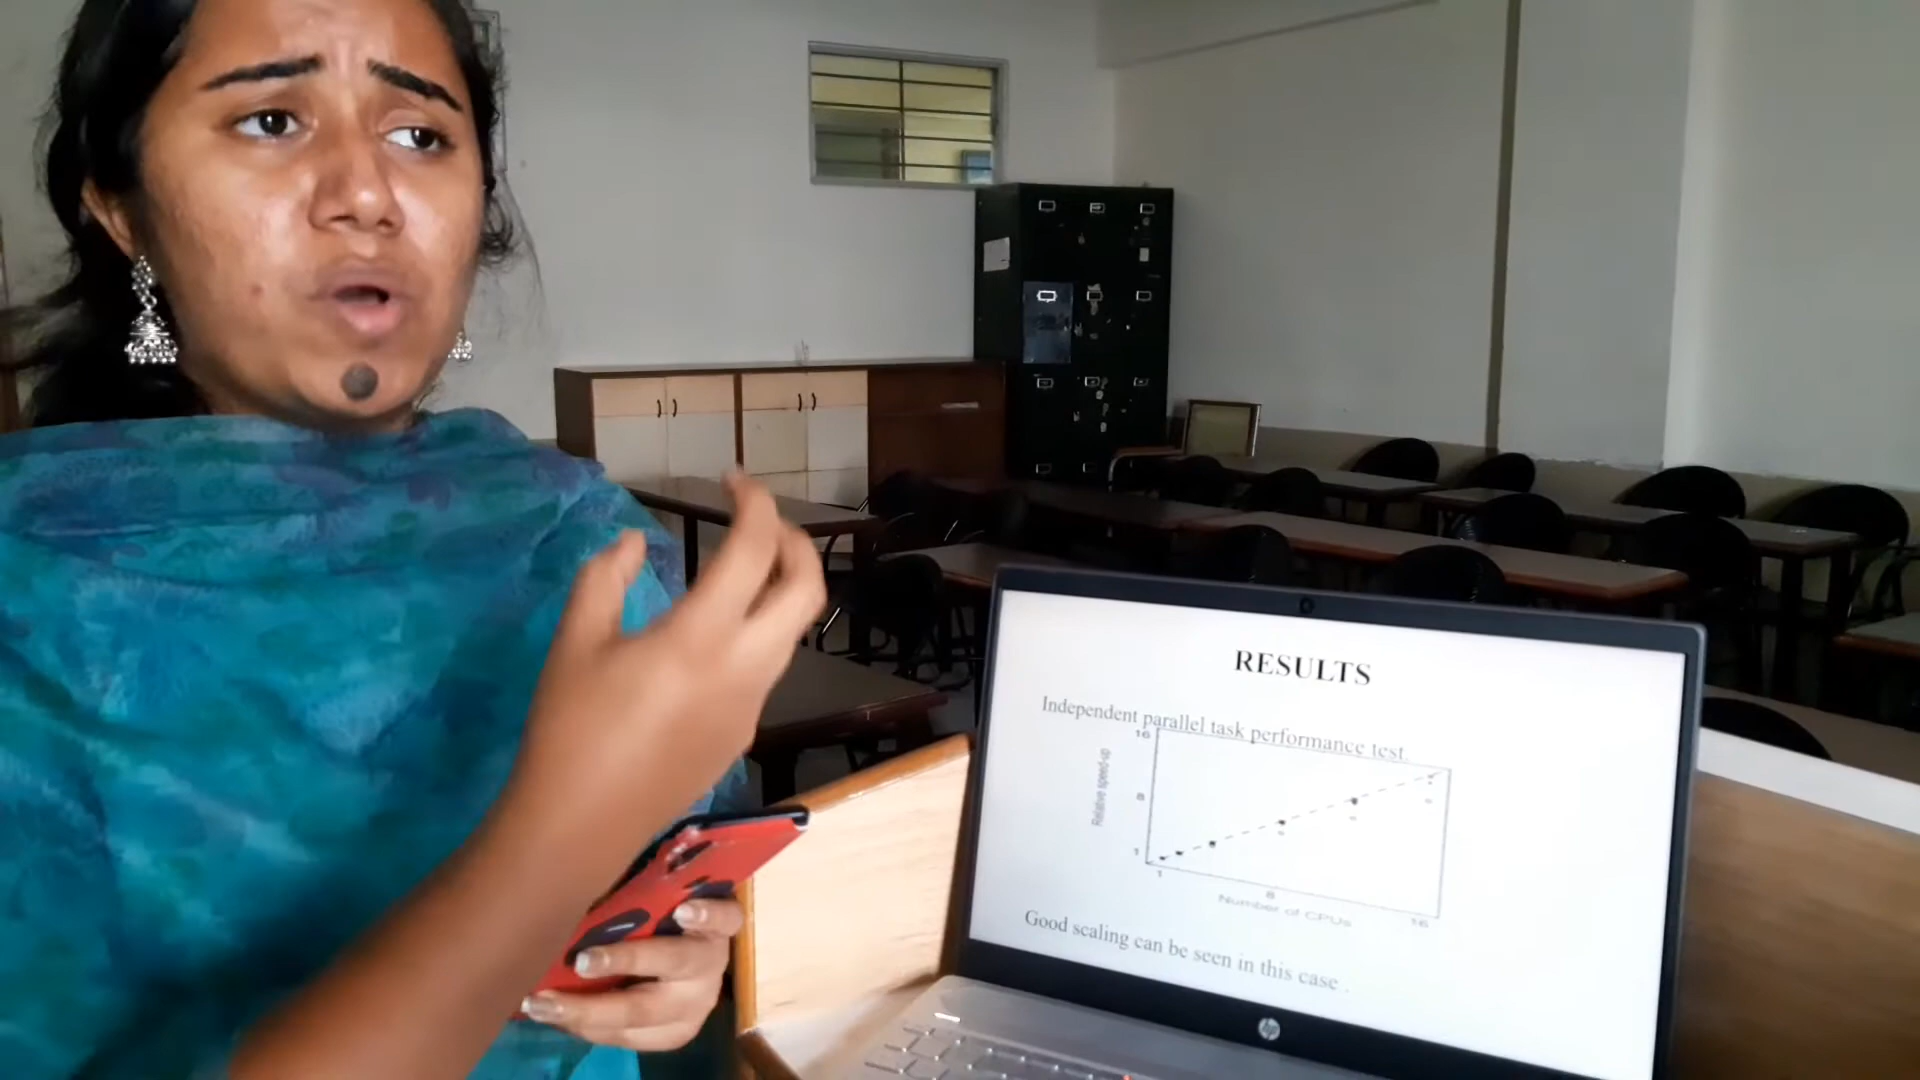 RESULTS
Independent parallel task performance test.
16
Relative speed-up
8
1
1
8
16
Number of CPUs
Good scaling can be seen in this case .
hp